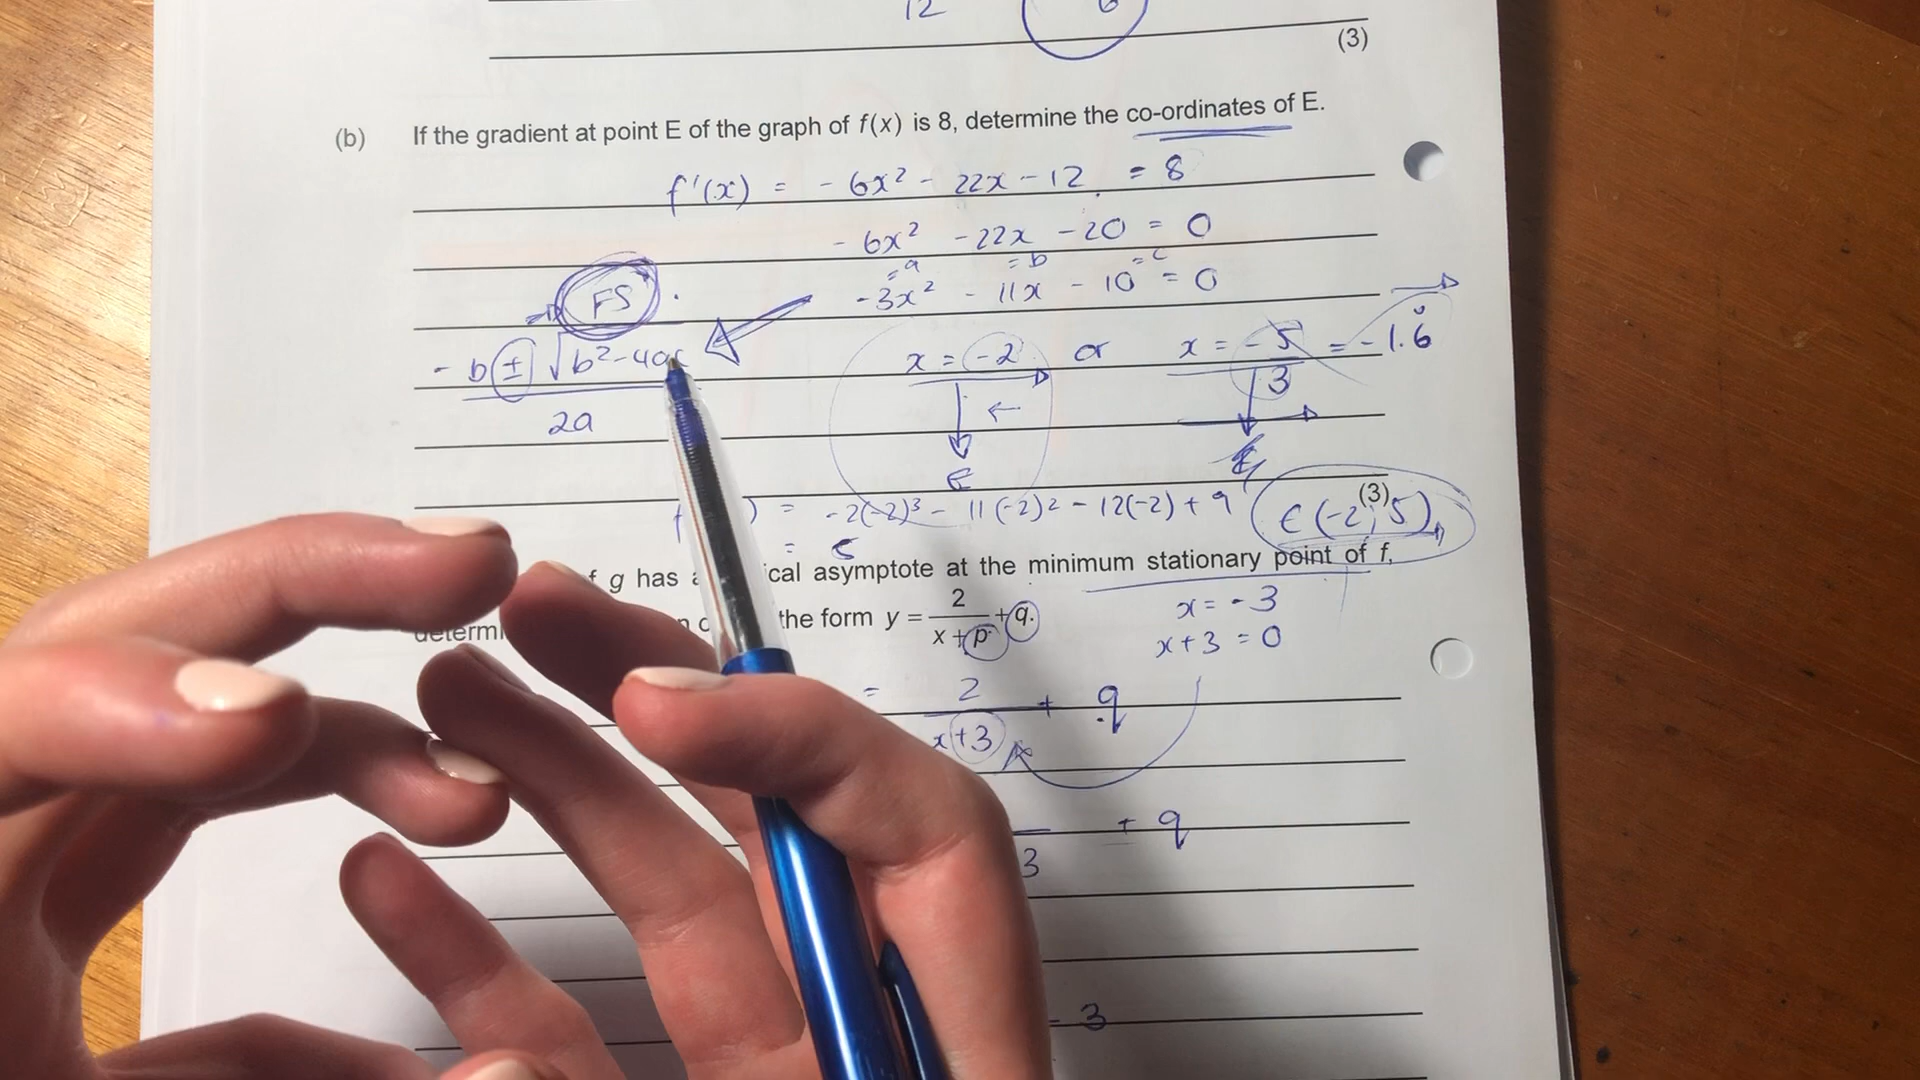 12 6
(3)
(b) If the gradient at point E of the graph of f(x) is 8, determine the co-ordinates of E.
f'(x) = - 6x² - 22x - 12 = 8
- 6x² - 22x - 20 = 0
=a =b =c
-3x² - 11x - 10 = 0
FS.
- b ± √b²-4ac
2a
x = -2 or x = -5/3 = -1.6̇
E
= -2(-2)³ - 11(-2)² - 12(-2) + 9
(3)
E(-2;5)
= 5
f g has cal asymptote at the minimum stationary point of f,
the form y = 2/(x+p) + q.
x = -3
x+3 = 0
= 2/(x+3) + q
3 + q
- 3